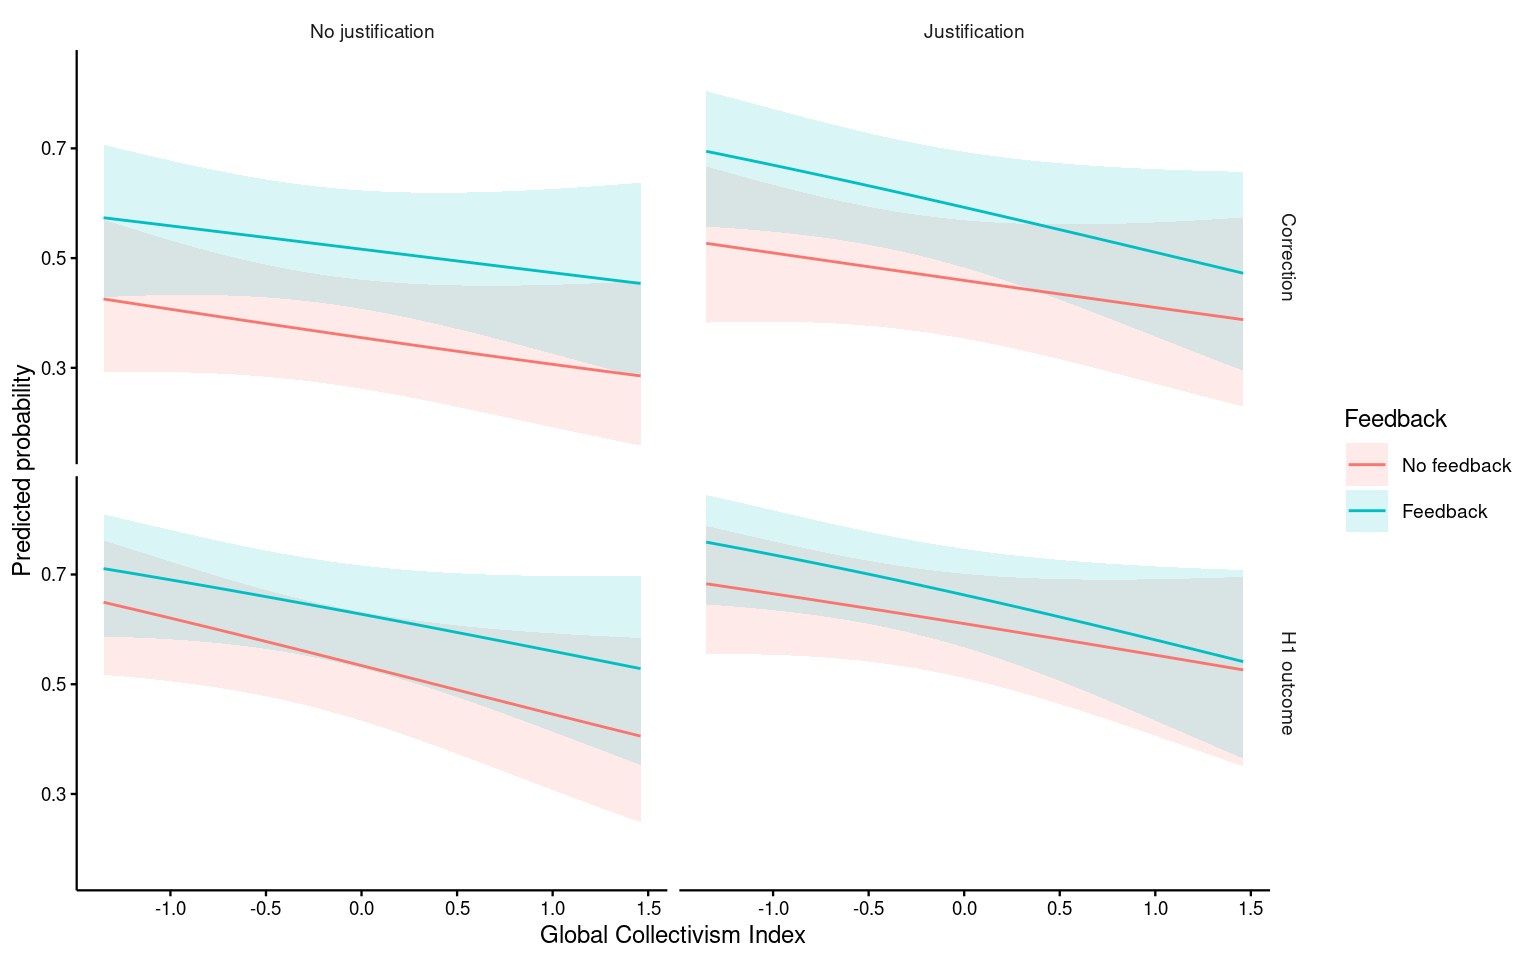 No justification
Justification
Predicted probability
0.7
0.5
0.3
Correction
0.7
0.5
0.3
H1 outcome
-1.0 -0.5 0.0 0.5 1.0 1.5
-1.0 -0.5 0.0 0.5 1.0 1.5
Global Collectivism Index
Feedback
No feedback
Feedback